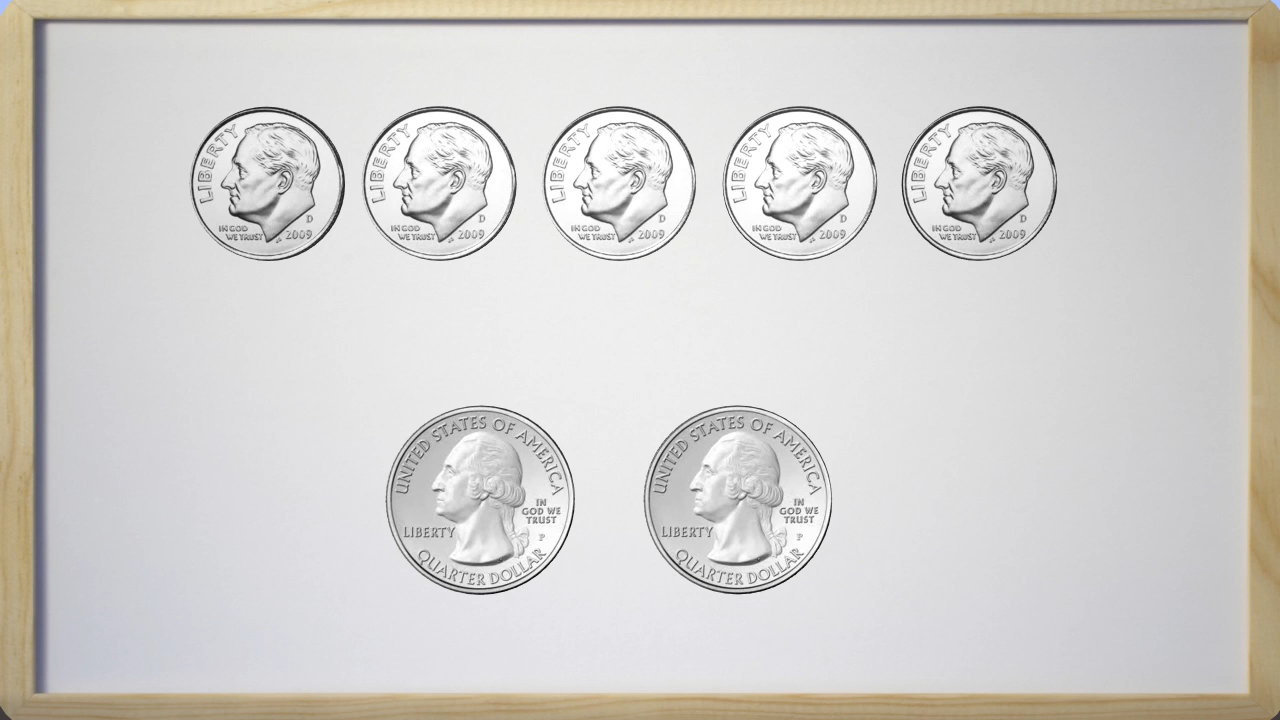 LIBERTY
IN GOD
WE TRUST
D
2009
LIBERTY
IN GOD
WE TRUST
D
2009
LIBERTY
IN GOD
WE TRUST
D
2009
LIBERTY
IN GOD
WE TRUST
D
2009
LIBERTY
IN GOD
WE TRUST
D
2009
UNITED STATES OF AMERICA
LIBERTY
IN
GOD WE
TRUST
P
QUARTER DOLLAR
UNITED STATES OF AMERICA
LIBERTY
IN
GOD WE
TRUST
P
QUARTER DOLLAR